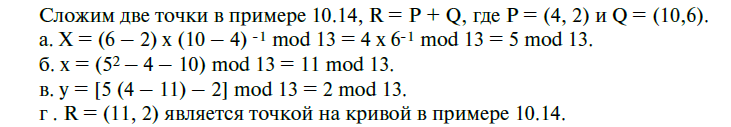 Сложим две точки в примере 10.14, R = P + Q, где P = (4, 2) и Q = (10,6).
а. X = (6 – 2) x (10 – 4) -1 mod 13 = 4 x 6-1 mod 13 = 5 mod 13.
б. x = (52 – 4 – 10) mod 13 = 11 mod 13.
в. y = [5 (4 – 11) – 2] mod 13 = 2 mod 13.
г . R = (11, 2) является точкой на кривой в примере 10.14.